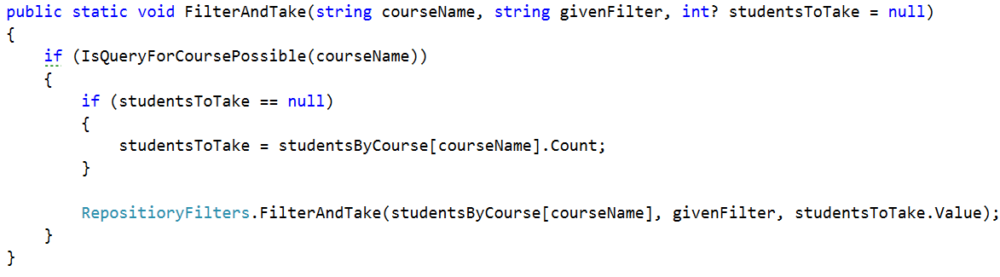 public static void FilterAndTake(string courseName, string givenFilter, int? studentsToTake = null)
{
    if (IsQueryForCoursePossible(courseName))
    {
        if (studentsToTake == null)
        {
            studentsToTake = studentsByCourse[courseName].Count;
        }

        RepositioryFilters.FilterAndTake(studentsByCourse[courseName], givenFilter, studentsToTake.Value);
    }
}